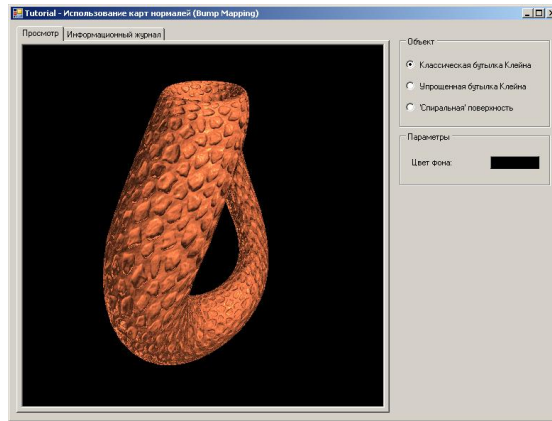 Tutorial - Использование карт нормалей (Bump Mapping)
Просмотр
Информационный журнал
Объект
Классическая бутылка Клейна
Упрощенная бутылка Клейна
'Спиральная' поверхность
Параметры
Цвет фона: